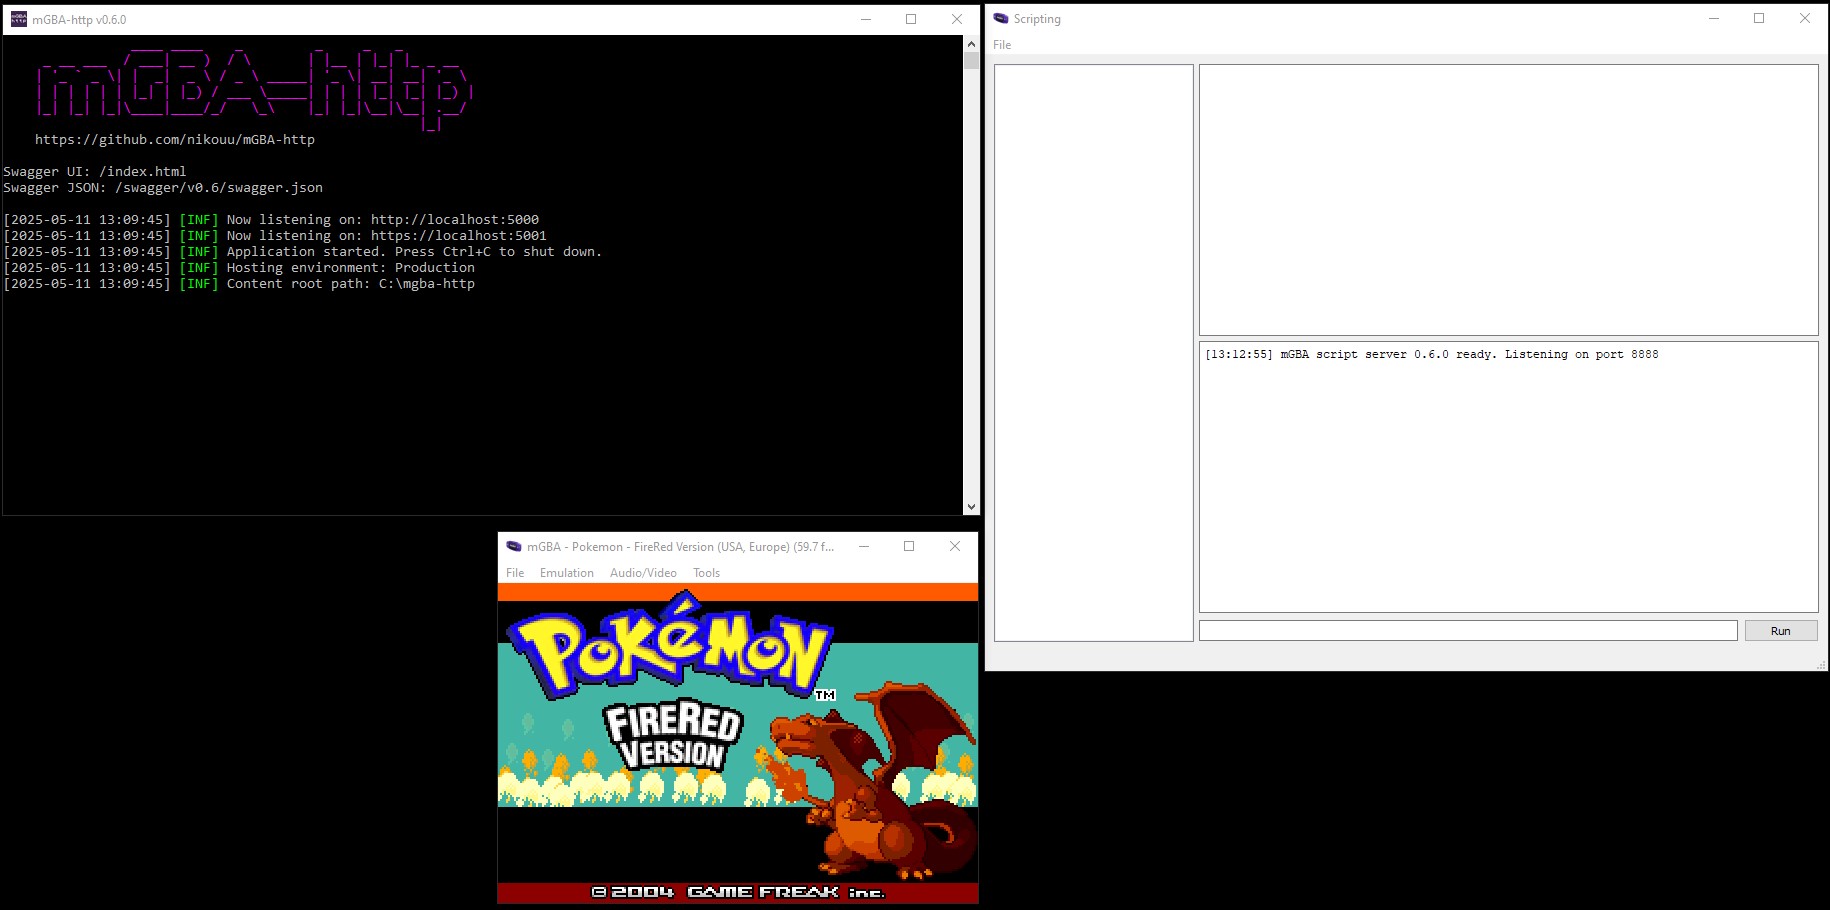 mGBA-http v0.6.0
mGBA-http
https://github.com/nikouu/mGBA-http
Swagger UI: /index.html
Swagger JSON: /swagger/v0.6/swagger.json
[2025-05-11 13:09:45] [INF] Now listening on: http://localhost:5000
[2025-05-11 13:09:45] [INF] Now listening on: https://localhost:5001
[2025-05-11 13:09:45] [INF] Application started. Press Ctrl+C to shut down.
[2025-05-11 13:09:45] [INF] Hosting environment: Production
[2025-05-11 13:09:45] [INF] Content root path: C:\mgba-http
Scripting
File
[13:12:55] mGBA script server 0.6.0 ready. Listening on port 8888
Run
mGBA - Pokemon - FireRed Version (USA, Europe) (59.7 f...
File Emulation Audio/Video Tools
POKéMON
TM
FIRERED
VERSION
© 2004 GAME FREAK inc.